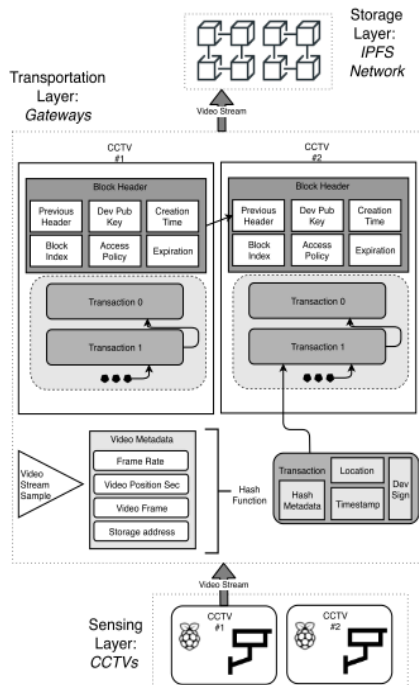 Storage
Layer:
IPFS
Network
Transportation
Layer:
Gateways
Video Stream
CCTV
#1
CCTV
#2
Block Header
Previous
Header
Dev Pub
Key
Creation
Time
Block
Index
Access
Policy
Expiration
Transaction 0
Transaction 1
Block Header
Previous
Header
Dev Pub
Key
Creation
Time
Block
Index
Access
Policy
Expiration
Transaction 0
Transaction 1
Video
Stream
Sample
Video Metadata
Frame Rate
Video Position Sec
Video Frame
Storage address
Hash
Function
Transaction
Hash
Metadata
Location
Timestamp
Dev
Sign
Video Stream
Sensing
Layer:
CCTVs
CCTV
#1
CCTV
#2